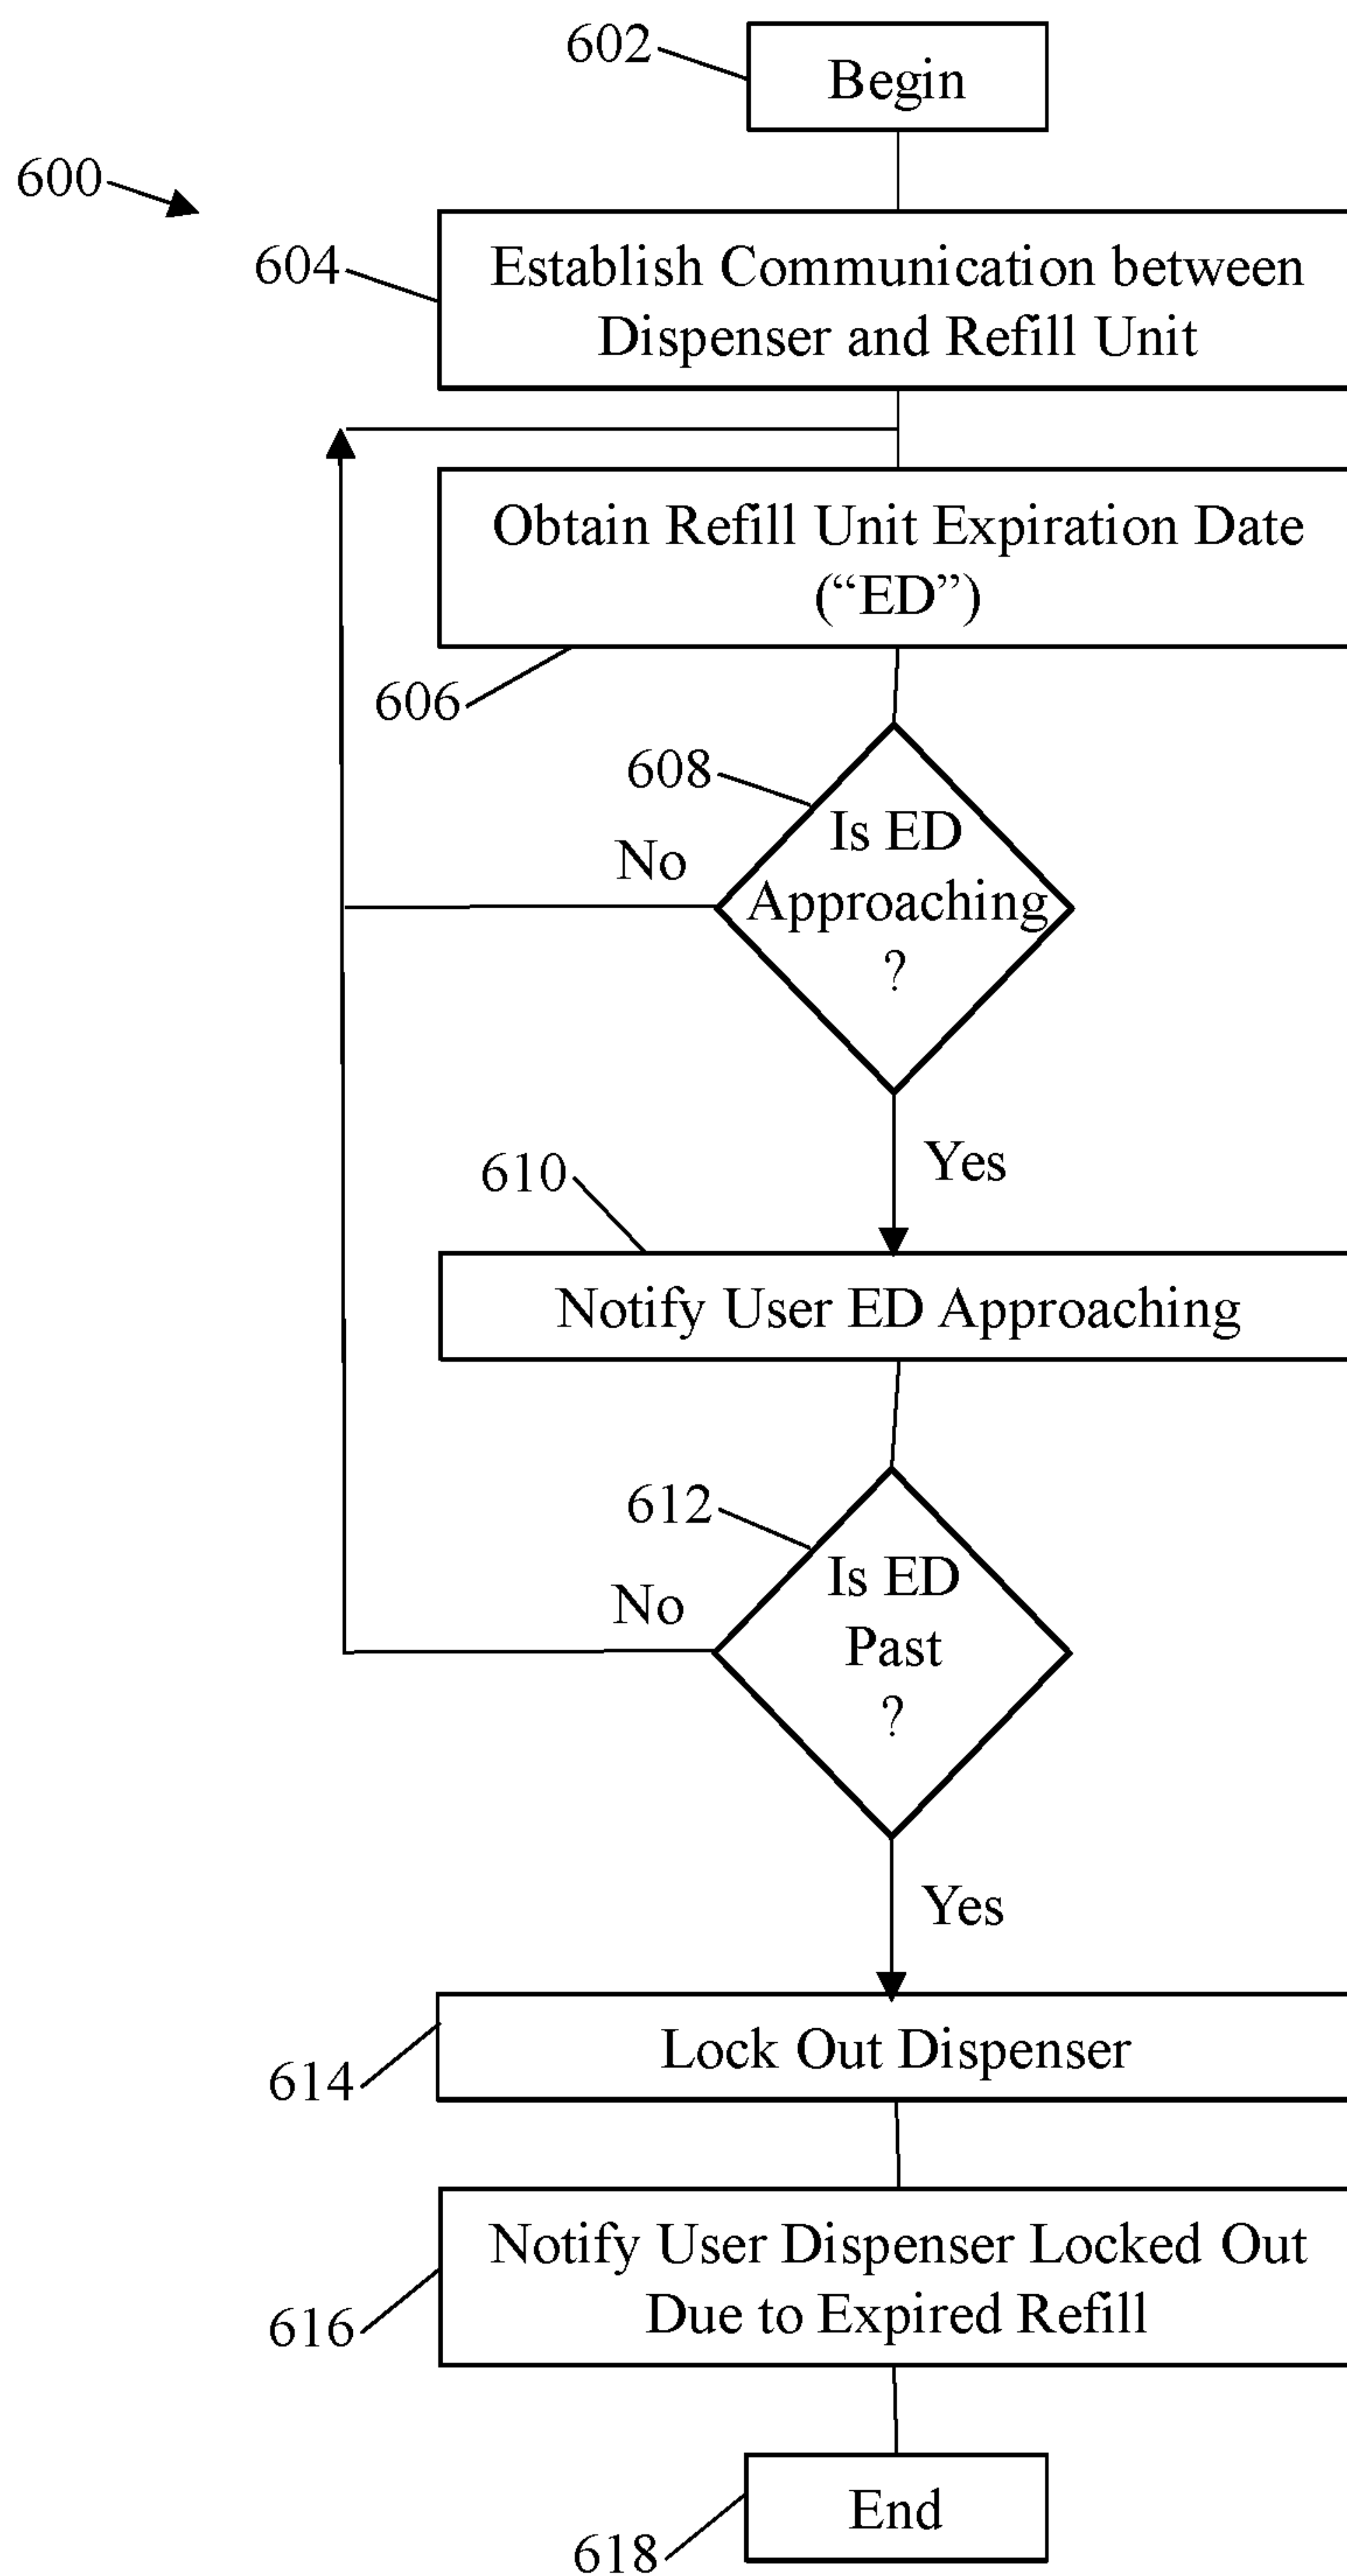 602
Begin
600
604
Establish Communication between
Dispenser and Refill Unit
Obtain Refill Unit Expiration Date
(“ED”)
606
608
Is ED
Approaching
?
No
Yes
610
Notify User ED Approaching
612
Is ED
Past
?
No
Yes
Lock Out Dispenser
614
Notify User Dispenser Locked Out
Due to Expired Refill
616
End
618